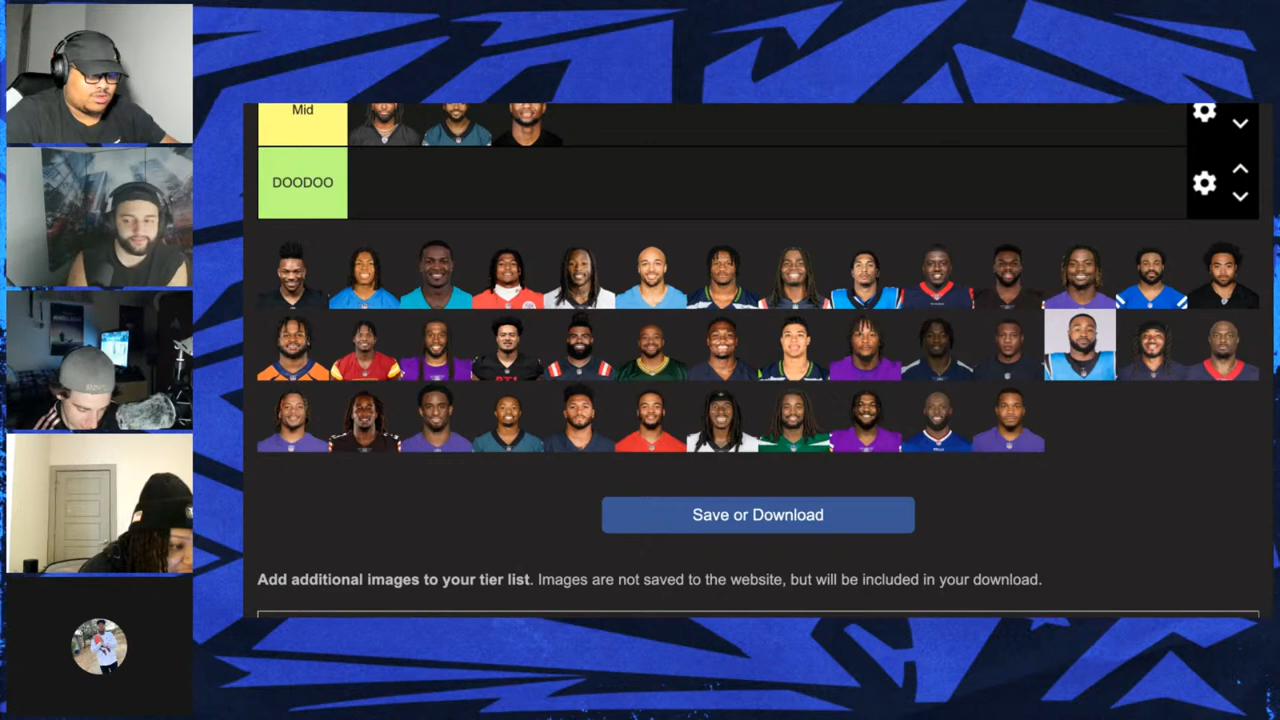 Mid
DOODOO
Save or Download
Add additional images to your tier list. Images are not saved to the website, but will be included in your download.